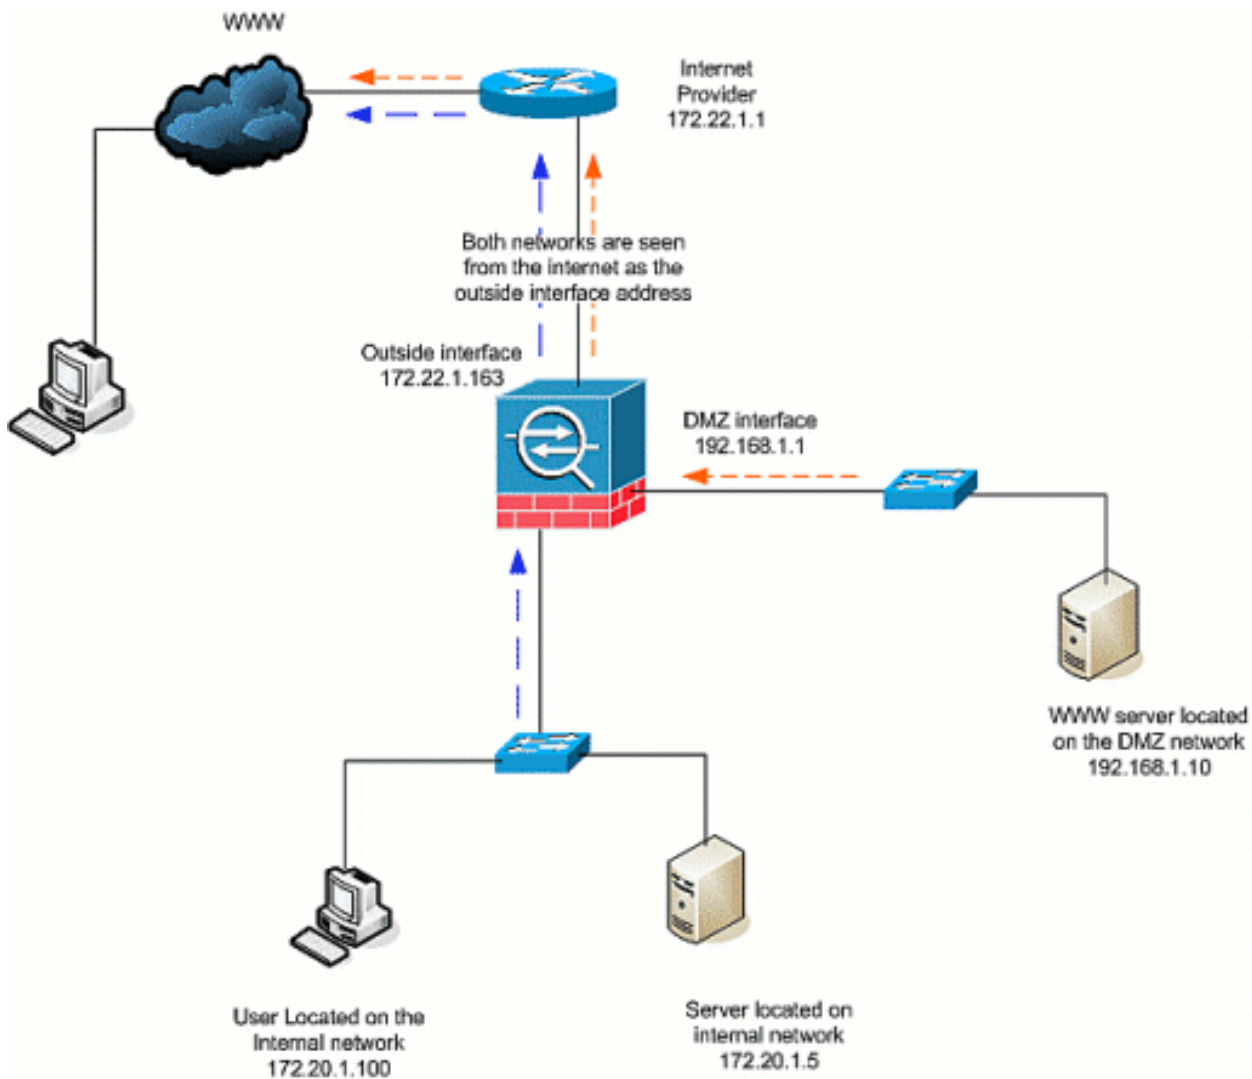 WWW
Internet
Provider
172.22.1.1
Both networks are seen
from the internet as the
outside interface address
Outside interface
172.22.1.163
DMZ interface
192.168.1.1
WWW server located
on the DMZ network
192.168.1.10
User Located on the
Internal network
172.20.1.100
Server located on
internal network
172.20.1.5